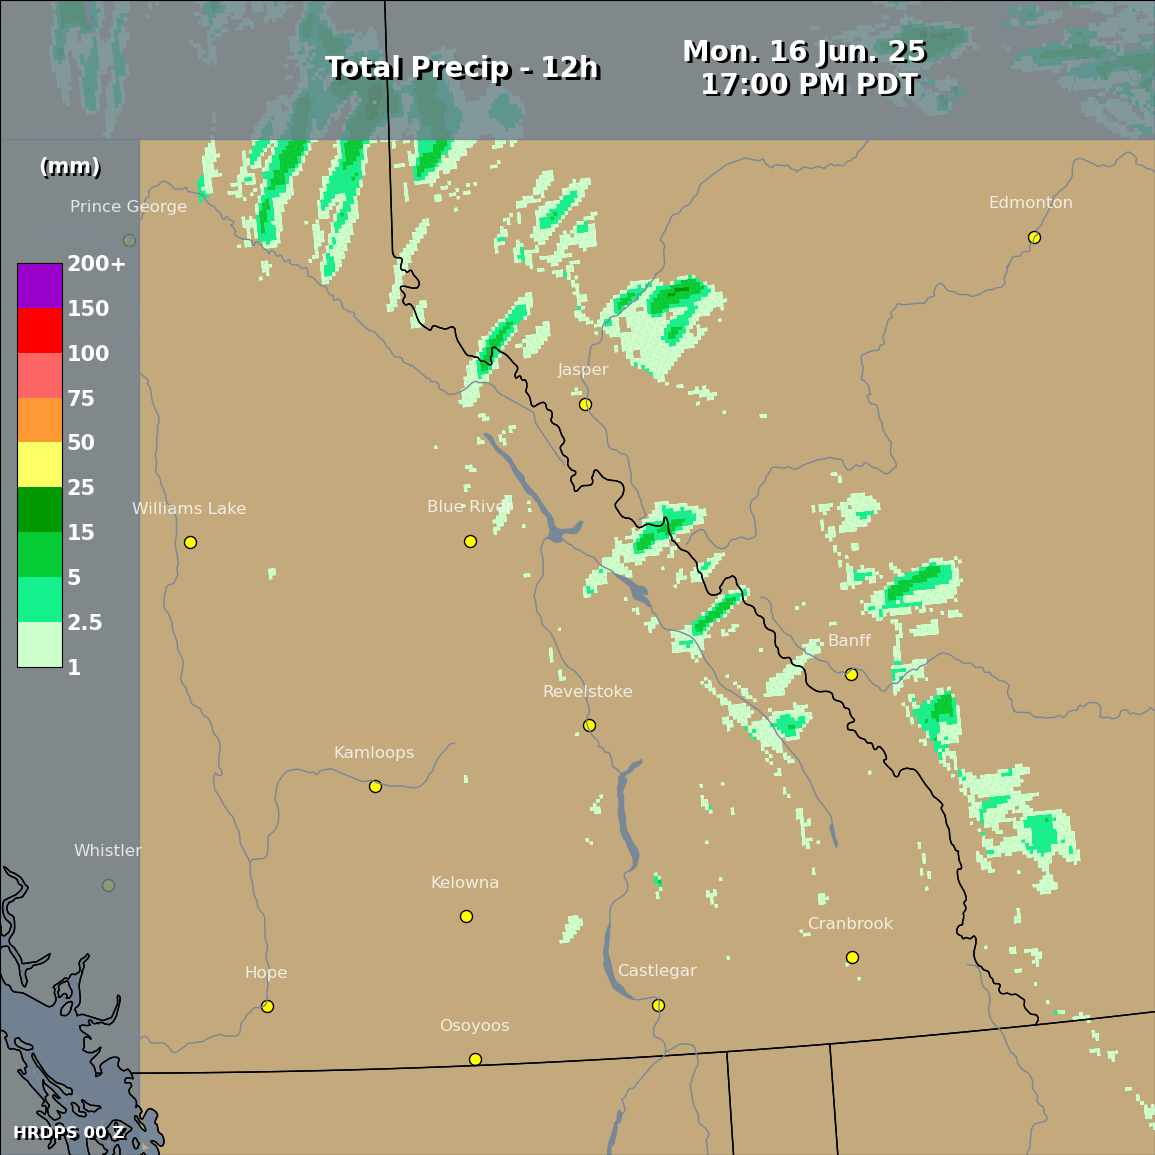 Total Precip - 12h
Mon. 16 Jun. 25
17:00 PM PDT
(mm)
Prince George
Edmonton
200+
150
100
75
50
25
15
5
2.5
1
Jasper
Williams Lake
Blue River
Banff
Revelstoke
Kamloops
Whistler
Kelowna
Cranbrook
Hope
Castlegar
Osoyoos
HRDPS 00 Z